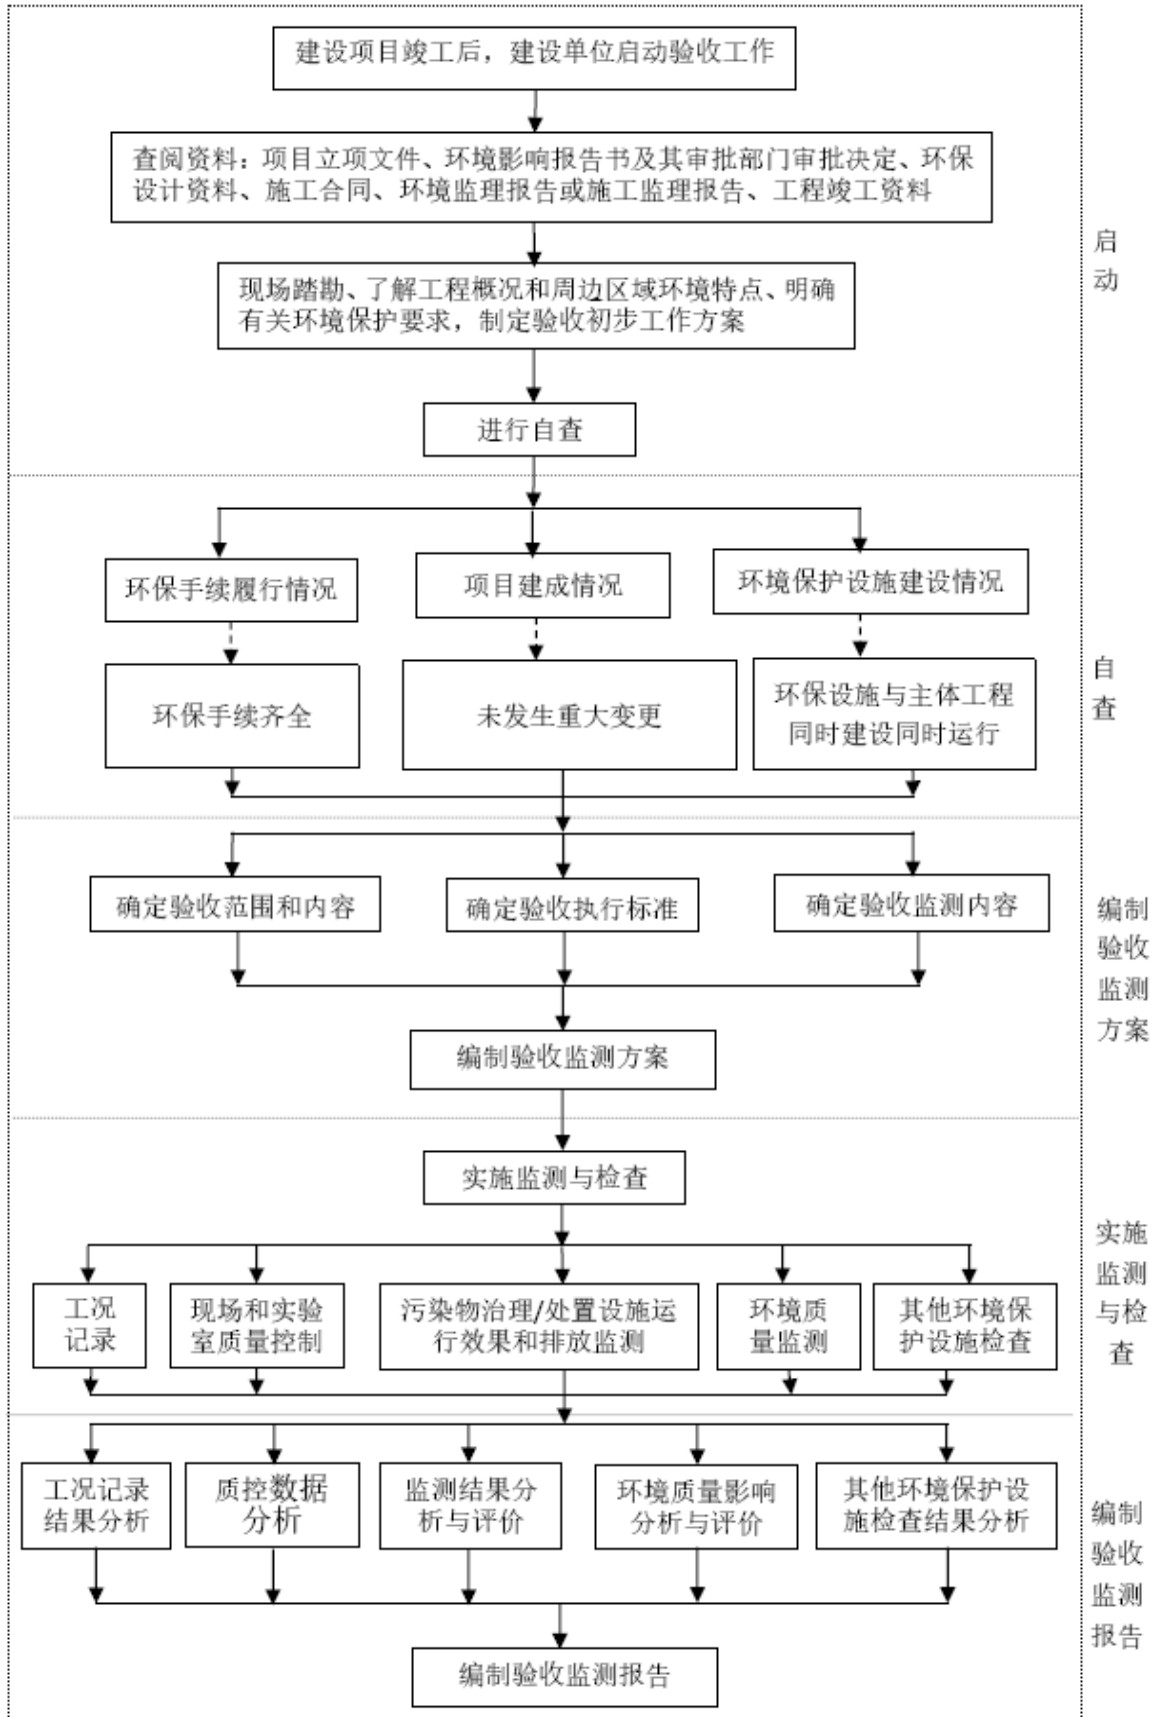 建设项目竣工后，建设单位启动验收工作
查阅资料：项目立项文件、环境影响报告书及其审批部门审批决定、环保
设计资料、施工合同、环境监理报告或施工监理报告、工程竣工资料
现场踏勘、了解工程概况和周边区域环境特点、明确
有关环境保护要求，制定验收初步工作方案
进行自查
启
动
环保手续履行情况
项目建成情况
环境保护设施建设情况
环保手续齐全
未发生重大变更
环保设施与主体工程
同时建设同时运行
自
查
确定验收范围和内容
确定验收执行标准
确定验收监测内容
编制验收监测方案
编制
验收
监测
方案
实施监测与检查
工况
记录
现场和实验
室质量控制
污染物治理/处置设施运
行效果和排放监测
环境质
量监测
其他环境保
护设施检查
实施
监测
与检
查
工况记录
结果分析
质控数据
分析
监测结果分
析与评价
环境质量影响
分析与评价
其他环境保护设
施检查结果分析
编制验收监测报告
编制
验收
监测
报告